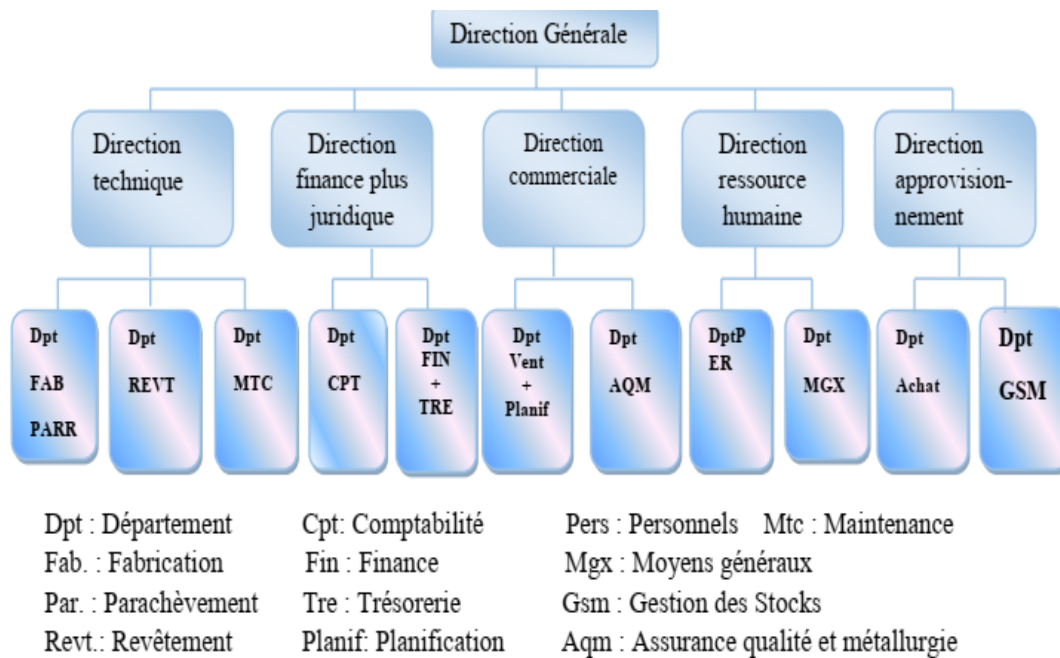 Direction Générale
Direction
technique
Direction
finance plus
juridique
Direction
commerciale
Direction
ressource
humaine
Direction
approvision-
nement
Dpt
FAB
PARR
Dpt
REVT
Dpt
MTC
Dpt
CPT
Dpt
FIN
+
TRE
Dpt
Vent
+
Planif
Dpt
AQM
DptP
ER
Dpt
MGX
Dpt
Achat
Dpt
GSM
Dpt : Département Cpt: Comptabilité Pers : Personnels Mtc : Maintenance
Fab. : Fabrication Fin : Finance Mgx : Moyens généraux
Par. : Parachèvement Tre : Trésorerie Gsm : Gestion des Stocks
Revt.: Revêtement Planif: Planification Aqm : Assurance qualité et métallurgie